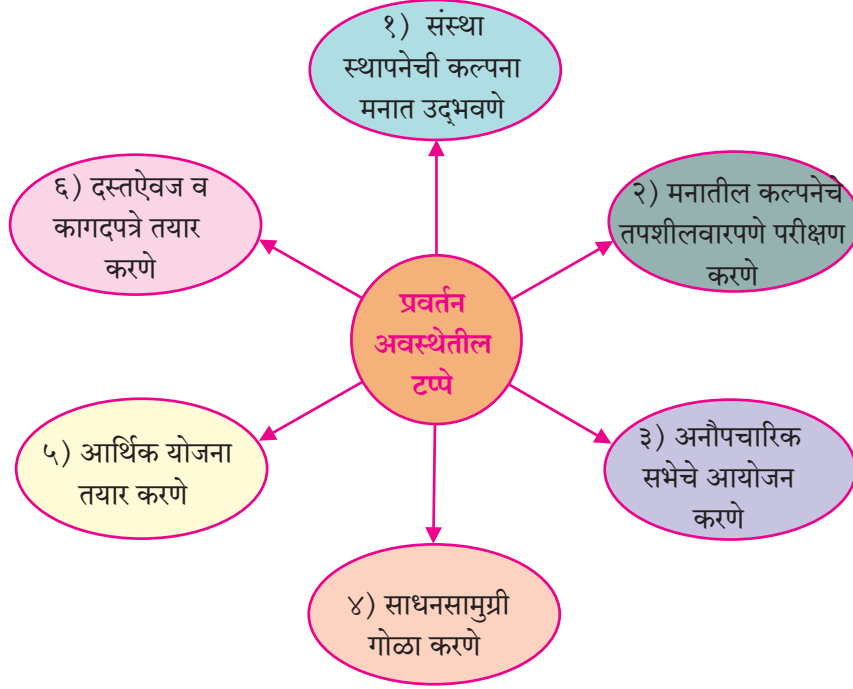 १) संस्था
स्थापनेची कल्पना
मनात उद्‌भवणे
२) मनातील कल्पनेचे
तपशीलवारपणे परीक्षण
करणे
३) अनौपचारिक
सभेचे आयोजन
करणे
४) साधनसामुग्री
गोळा करणे
५) आर्थिक योजना
तयार करणे
६) दस्तऐवज व
कागदपत्रे तयार
करणे
प्रवर्तन
अवस्थेतील
टप्पे